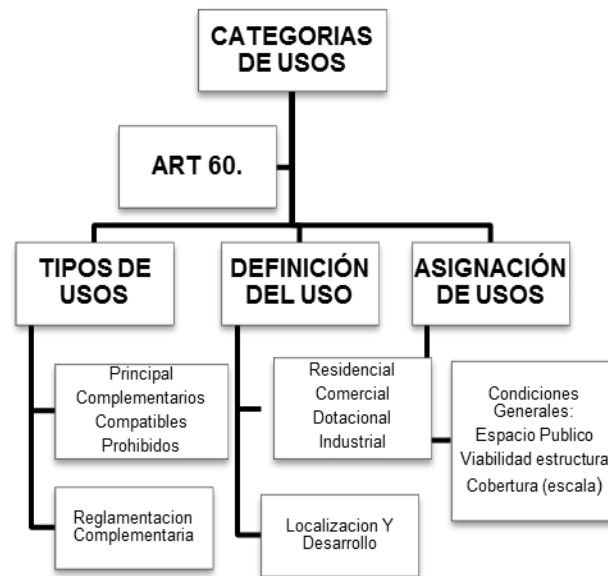 CATEGORIAS
DE USOS
ART 60.
TIPOS DE
USOS
DEFINICIÓN
DEL USO
ASIGNACIÓN
DE USOS
Principal
Complementarios
Compatibles
Prohibidos
Reglamentacion
Complementaria
Residencial
Comercial
Dotacional
Industrial
Localizacion Y
Desarrollo
Condiciones
Generales:
Espacio Publico
Viabilidad estructura
Cobertura (escala)